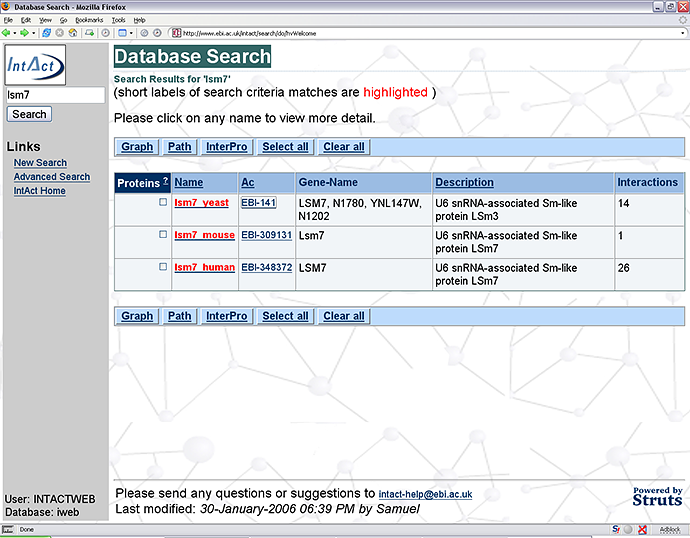 Database Search - Mozilla Firefox
File Edit View Go Bookmarks Tools Help
http://www.ebi.ac.uk/intact/search/do/hvWelcome
IntAct
lsm7
Search
Links
New Search
Advanced Search
IntAct Home
User: INTACTWEB
Database: iweb
Database Search
Search Results for 'lsm7'
(short labels of search criteria matches are highlighted )
Please click on any name to view more detail.
Graph Path InterPro Select all Clear all
Proteins ? Name Ac Gene-Name Description Interactions
lsm7_yeast EBI-141 LSM7, N1780, YNL147W, N1202 U6 snRNA-associated Sm-like protein LSm3 14
lsm7_mouse EBI-309131 Lsm7 U6 snRNA-associated Sm-like protein LSm7 1
lsm7_human EBI-348372 LSM7 U6 snRNA-associated Sm-like protein LSm7 26
Graph Path InterPro Select all Clear all
Please send any questions or suggestions to intact-help@ebi.ac.uk
Last modified: 30-January-2006 06:39 PM by Samuel
Powered by
Struts
Done
Adblock